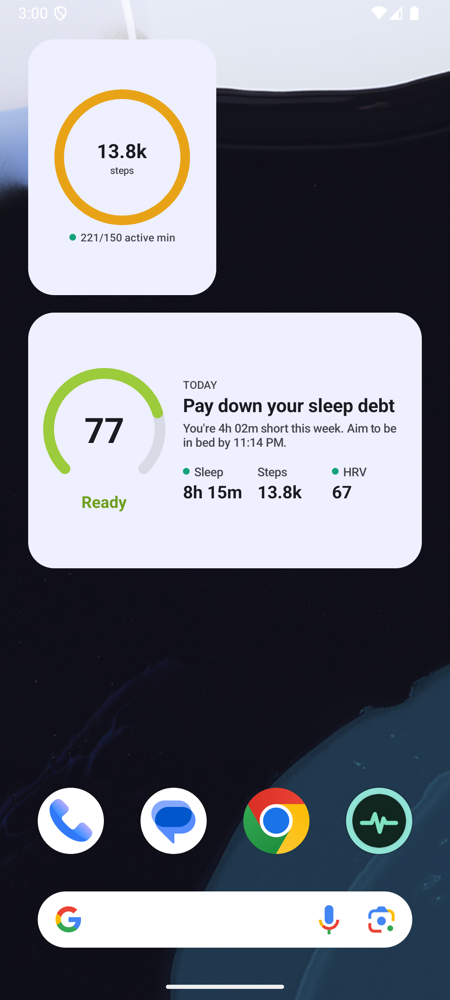 3:00
13.8k
steps
221/150 active min
77
Ready
TODAY
Pay down your sleep debt
You're 4h 02m short this week. Aim to be
in bed by 11:14 PM.
Sleep Steps HRV
8h 15m 13.8k 67